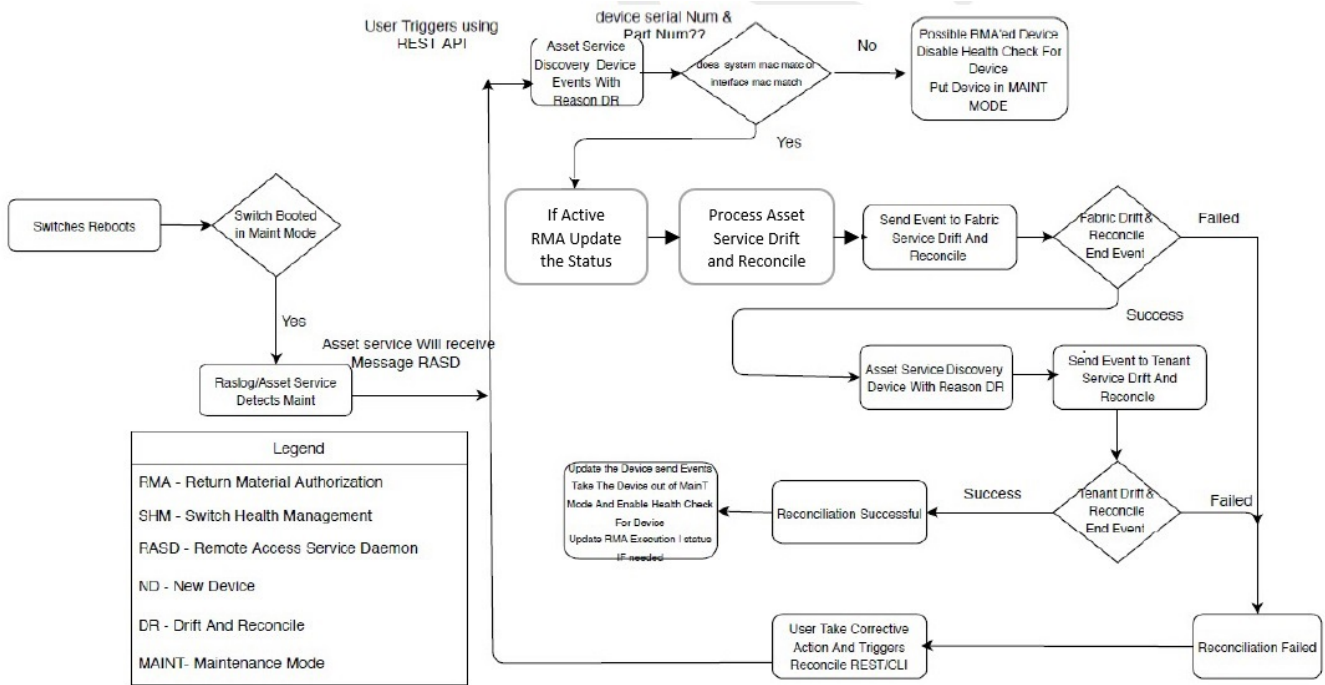 User Triggers using
REST API
device serial Num &
Part Num??
Asset Service
Discovery Device
Events With
Reason DR
does system mac matc or
interface mac match
No
Possible RMA'ed Device
Disable Health Check For
Device
Put Device in MAINT
MODE
Yes
Switches Reboots
Switch Booted
in Maint Mode
If Active
RMA Update
the Status
Process Asset
Service Drift
and Reconcile
Send Event to Fabric
Service Drift And
Reconcile
Fabric Drift &
Reconcile
End Event
Failed
Yes
Success
Asset service Will receive
Message RASD
Raslog/Asset Service
Detects Maint
Asset Service Discovery
Device With Reason DR
Send Event to Tenant
Service Drift And
Reconcile
Legend
RMA - Return Material Authorization
SHM - Switch Health Management
RASD - Remote Access Service Daemon
ND - New Device
DR - Drift And Reconcile
MAINT- Maintenance Mode
Update the Device send Events
Take The Device out of MainT
Mode And Enable Health Check
For Device
Update RMA Execution l status
IF needed
Reconciliation Successful
Success
Tenant Drift &
Reconcile
End Event
Failed
User Take Corrective
Action And Triggers
Reconcile REST/CLI
Reconciliation Failed